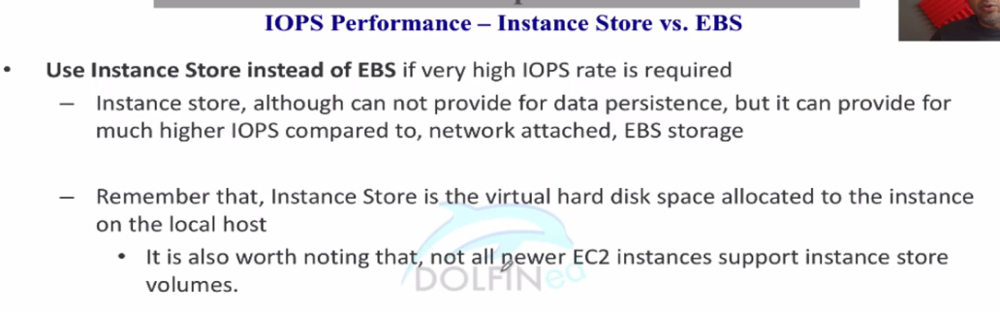 IOPS Performance – Instance Store vs. EBS
• Use Instance Store instead of EBS if very high IOPS rate is required
– Instance store, although can not provide for data persistence, but it can provide for
much higher IOPS compared to, network attached, EBS storage
– Remember that, Instance Store is the virtual hard disk space allocated to the instance
on the local host
• It is also worth noting that, not all newer EC2 instances support instance store
volumes.
DOLFINed